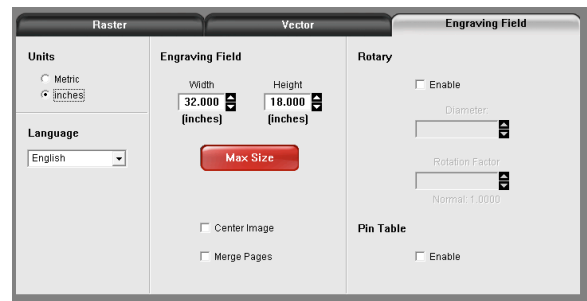 Raster
Vector
Engraving Field
Units
Metric
inches
Language
English
Engraving Field
Width
Height
32.000
18.000
(inches)
(inches)
Max Size
Center Image
Merge Pages
Rotary
Enable
Diameter:
Rotation Factor
Normal: 1.0000
Pin Table
Enable